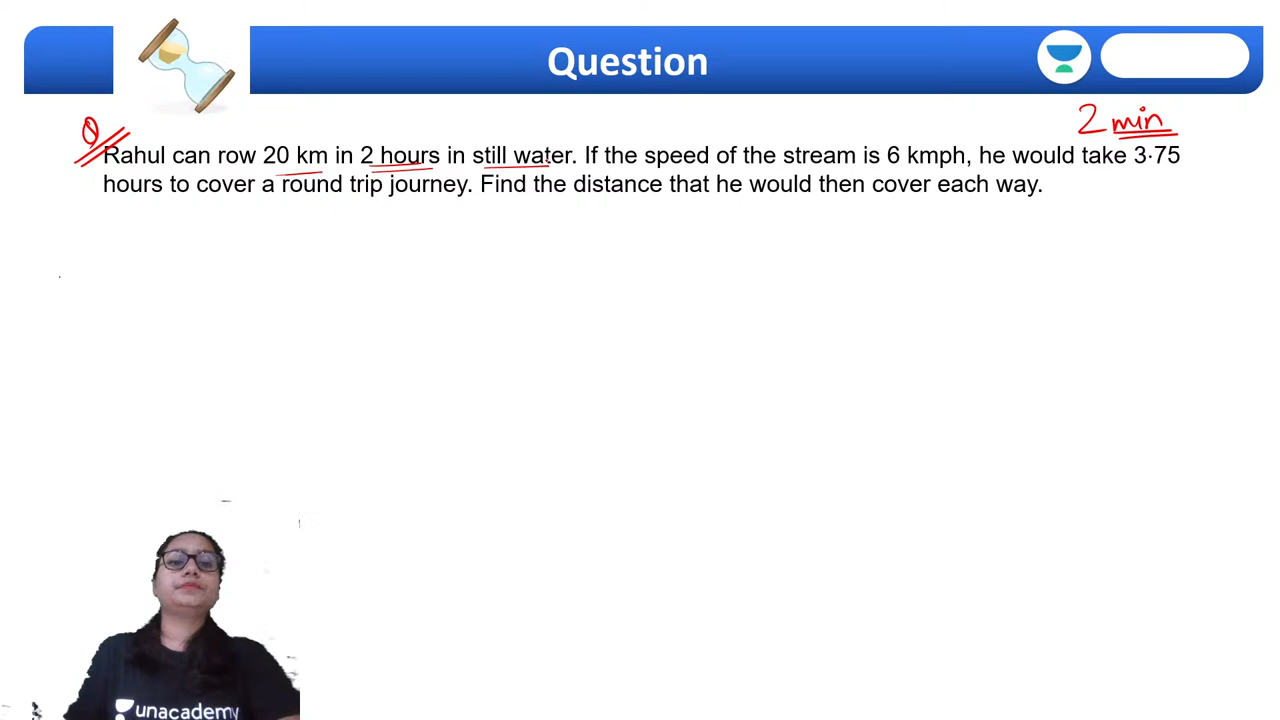 Question
2 min
Q
Rahul can row 20 km in 2 hours in still water. If the speed of the stream is 6 kmph, he would take 3·75
hours to cover a round trip journey. Find the distance that he would then cover each way.
unacademy